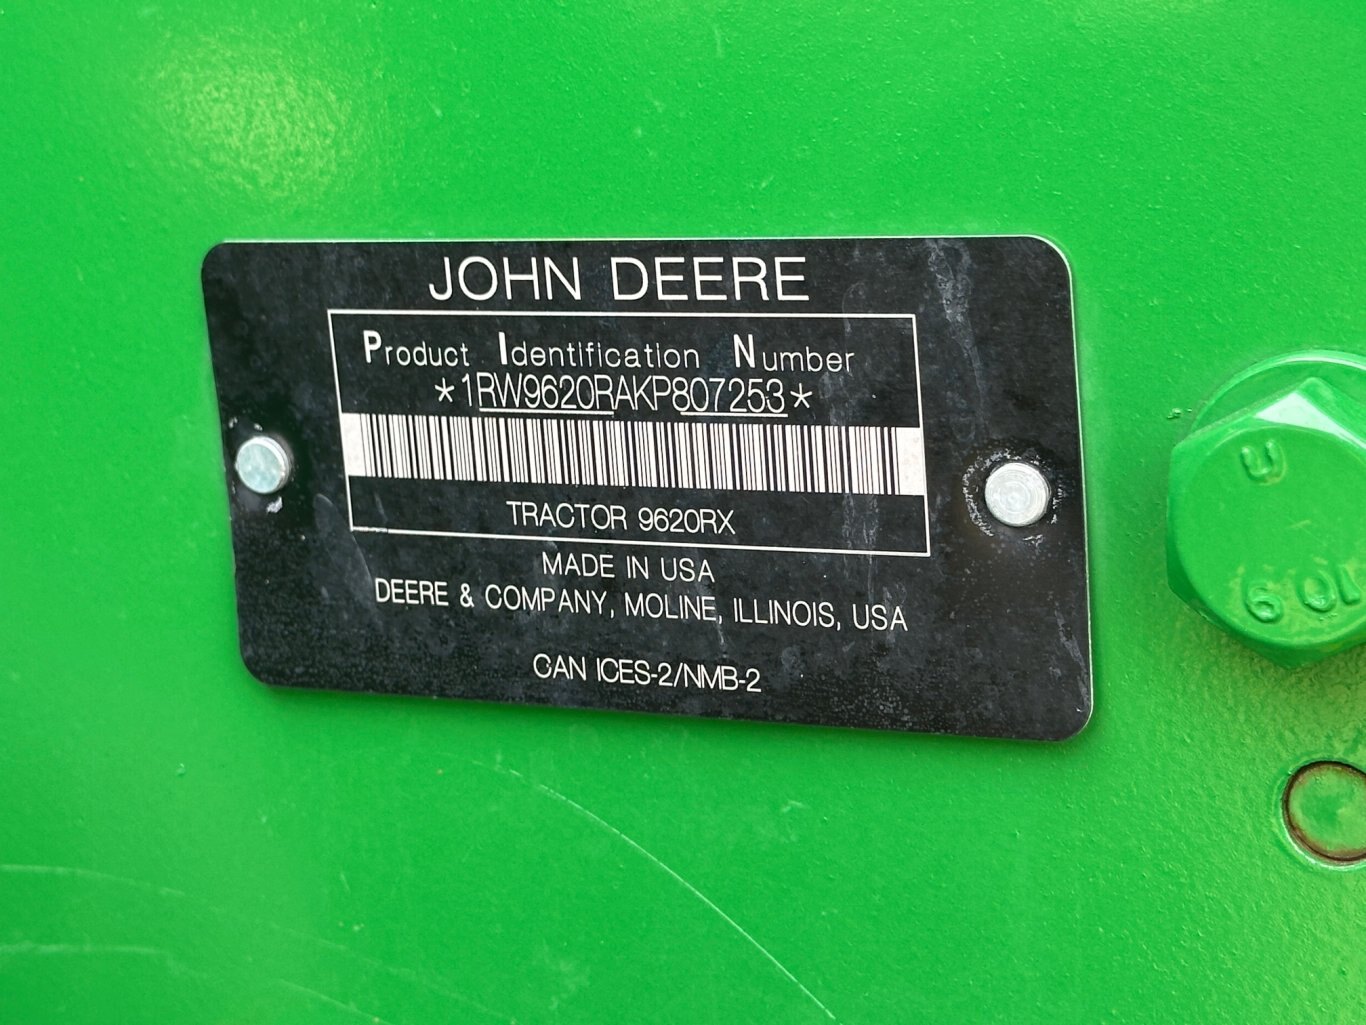 JOHN DEERE
Product Identification Number
*1RW9620RAKP807253*
TRACTOR 9620RX
MADE IN USA
DEERE & COMPANY, MOLINE, ILLINOIS, USA
CAN ICES-2/NMB-2